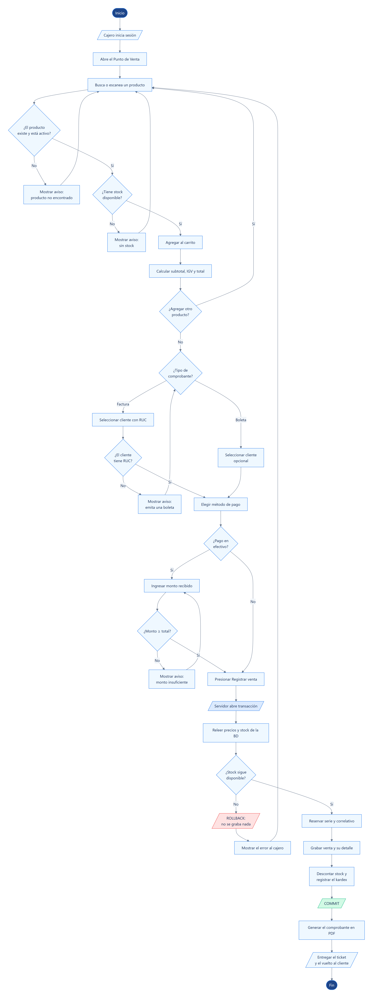 Inicio
Cajero inicia sesión
Abre el Punto de Venta
Busca o escanea un producto
¿El producto
existe y está activo?
No
Sí
Mostrar aviso:
producto no encontrado
¿Tiene stock
disponible?
No
Sí
Sí
Mostrar aviso:
sin stock
Agregar al carrito
Calcular subtotal, IGV y total
¿Agregar otro
producto?
No
¿Tipo de
comprobante?
Factura
Boleta
Seleccionar cliente con RUC
¿El cliente
tiene RUC?
Seleccionar cliente
opcional
No
Sí
Mostrar aviso:
emita una boleta
Elegir método de pago
¿Pago en
efectivo?
Sí
No
Ingresar monto recibido
¿Monto ≥ total?
No
Sí
Mostrar aviso:
monto insuficiente
Presionar Registrar venta
Servidor abre transacción
Releer precios y stock de la
BD
¿Stock sigue
disponible?
No
Sí
ROLLBACK:
no se graba nada
Reservar serie y correlativo
Mostrar el error al cajero
Grabar venta y su detalle
Descontar stock y
registrar el kardex
COMMIT
Generar el comprobante en
PDF
Entregar el ticket
y el vuelto al cliente
Fin